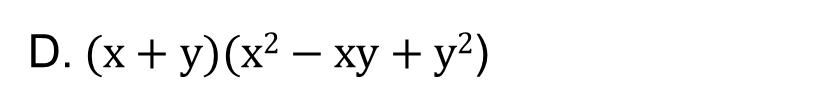 D. (x + y)(x² − xy + y²)